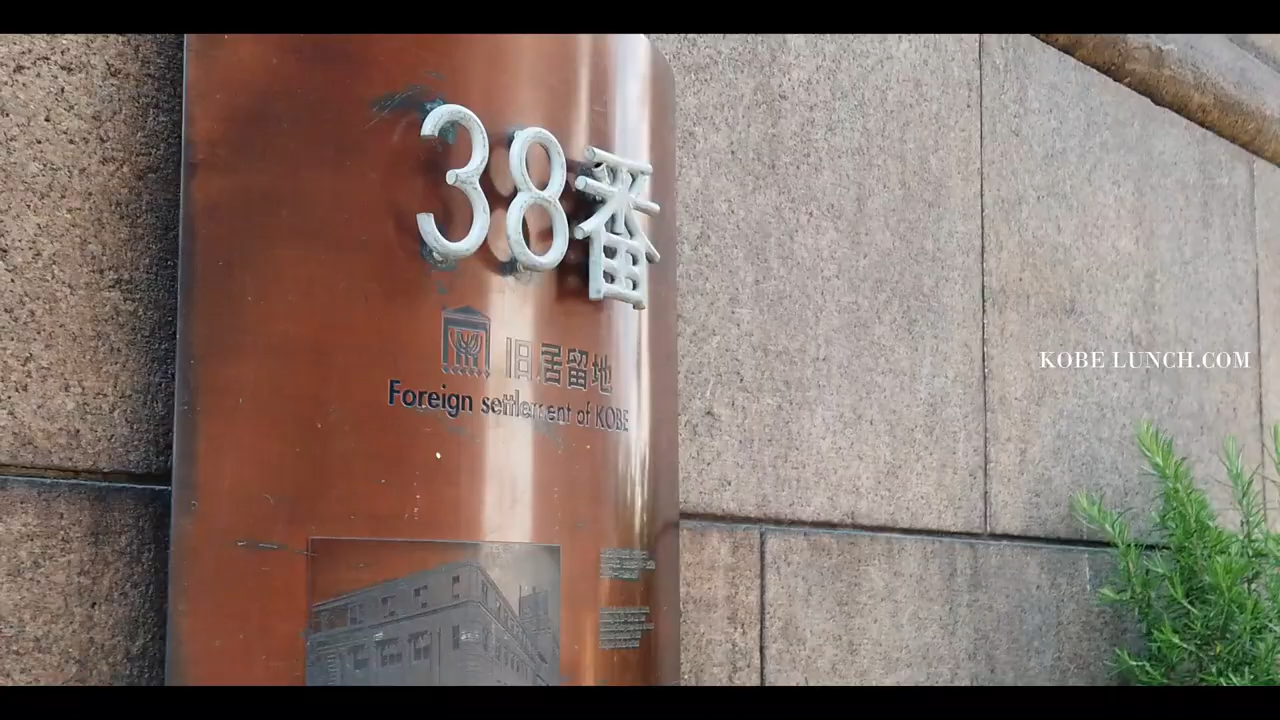 38番
旧居留地
Foreign settlement of KOBE
KOBE LUNCH.COM